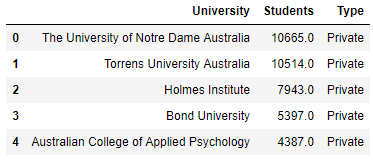 University Students Type
0 The University of Notre Dame Australia 10665.0 Private
1 Torrens University Australia 10514.0 Private
2 Holmes Institute 7943.0 Private
3 Bond University 5397.0 Private
4 Australian College of Applied Psychology 4387.0 Private